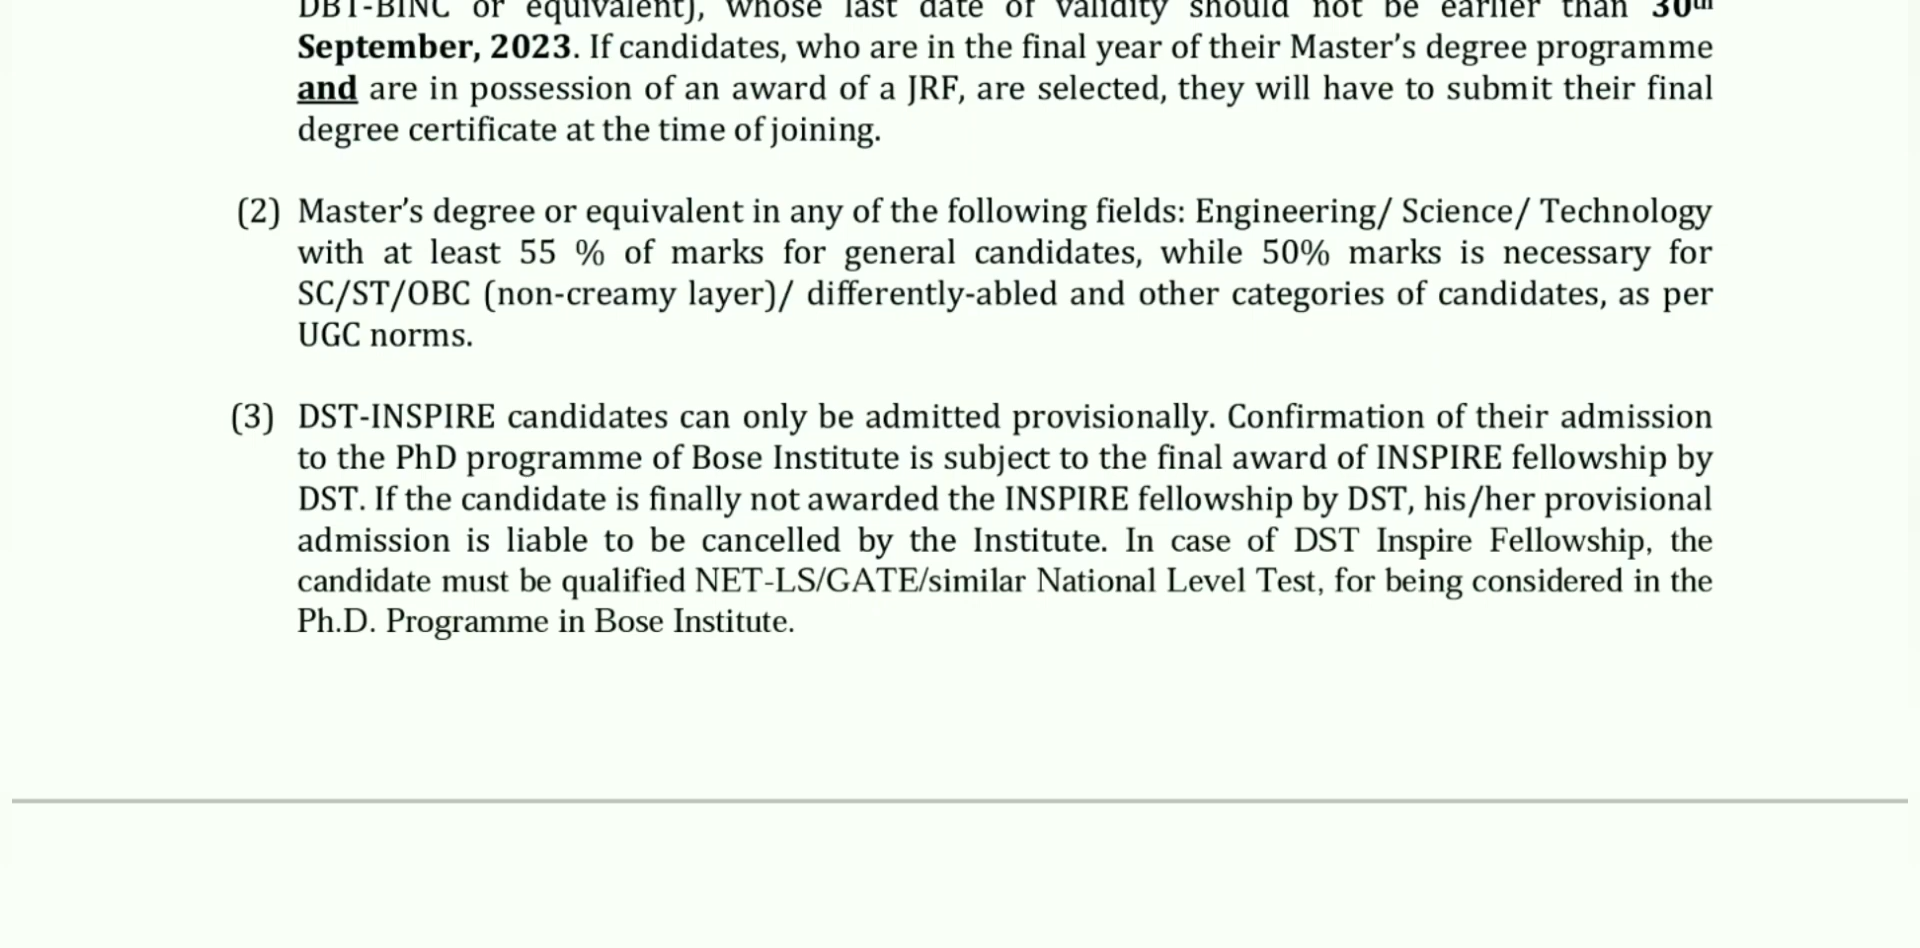 DBT-BINC or equivalent), whose last date of validity should not be earlier than 30th
September, 2023. If candidates, who are in the final year of their Master's degree programme
and are in possession of an award of a JRF, are selected, they will have to submit their final
degree certificate at the time of joining.
(2) Master's degree or equivalent in any of the following fields: Engineering/ Science/ Technology
with at least 55 % of marks for general candidates, while 50% marks is necessary for
SC/ST/OBC (non-creamy layer)/ differently-abled and other categories of candidates, as per
UGC norms.
(3) DST-INSPIRE candidates can only be admitted provisionally. Confirmation of their admission
to the PhD programme of Bose Institute is subject to the final award of INSPIRE fellowship by
DST. If the candidate is finally not awarded the INSPIRE fellowship by DST, his/her provisional
admission is liable to be cancelled by the Institute. In case of DST Inspire Fellowship, the
candidate must be qualified NET-LS/GATE/similar National Level Test, for being considered in the
Ph.D. Programme in Bose Institute.